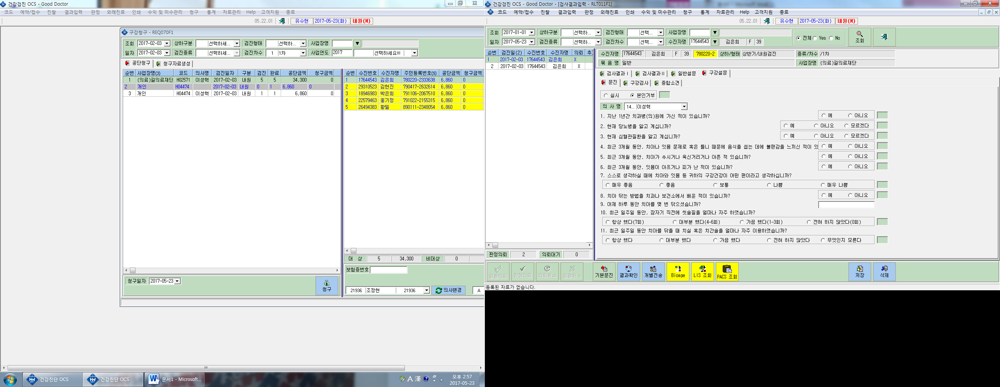 건강검진 OCS - Good Doctor
코드 예약/접수 진찰 결과입력 판정 외래진료 인쇄 수익 및 미수관리 청구 통계 자료관리 Help 고객지원 종료
05.22.01 유수현 2017-05-23(화) 내원(M)
구강청구 - REQ070F1
조회 2017-02-03 상하구분 선택하세... 검진형태 선택하... 사업장명
일자 2017-02-03 검진종류 선택하세... 검진차수 1 1차 사업연도 2017 선택하세요!!!
공단청구 청구자료생성
순번 사업장명(3) 코드 의사명 검진일자 구분 검진 완료 공단금액 청구금액
1 (의료)길의료재단 H02571 이성혁 2017-02-03 내원 5 5 34,300 0
2 개인 H04474 2017-02-03 내원 0 1 6,860 0
3 개인 H04474 이성혁 2017-02-03 내원 1 1 6,860 0
순번 수진번호 수진자명 주민등록번호(5) 공단금액 청구금액
1 17644543 김은희 780220-2333638 6,860 0
2 29310523 김현진 790417-2632614 6,860 0
3 18946983 박은희 791106-2067510 6,860 0
4 22579463 홍기정 791022-2155315 6,860 0
5 26494383 황밀 890111-2348054 6,860 0
대 상 5 34,300 비대상 0
보험증번호
청구일자 2017-05-23 청구
21936 조정현 21936 의사변경 A
건강진단 OCS 건강진단 OCS 문서1 - Microsoft...
A 漢 오후 2:57
2017-05-23
건강검진 OCS - Good Doctor - [검사결과입력 - RLT011F1]
코드 예약/접수 진찰 결과입력 판정 외래진료 인쇄 수익 및 미수관리 청구 통계 자료관리 Help 고객지원 종료
05.22.01 유수현 2017-05-23(화) 내원(M)
조회 2017-01-01 상하구분 선택하... 검진형태 선택... 사업장명 전체 Yes No 조회
일자 2017-05-23 검진종류 선택하... 검진차수 선택... 수진자명 17644543 김은희 F 39
순번 검진일(2) 수진번호 수진자명 의뢰 추
1 2017-02-03 17644543 김은희 X
2 2017-02-03 17644543 김은희 X
판정의뢰 2 의뢰대기 0
수진자명 17644543 김은희 F 39 780220-2 상하/형태 상반기/내원검진 종류/차수 /1차
묶 음 명 일반 사업장명 (의료)길의료재단
검사결과 I 검사결과 II 일반설문 구강설문
문진 구강검사 종합소견
실시 본인거부
의 사 명 14... 이성혁
1. 지난 1년간 치과병(의)원에 가신 적이 있습니까? 예 아니오
2. 현재 당뇨병을 앓고 계십니까? 예 아니오 모르겠다
3. 현재 심혈관질환을 앓고 계십니까? 예 아니오 모르겠다
4. 최근 3개월 동안, 치아나 잇몸 문제로 혹은 틀니 때문에 음식을 씹는 데에 불편감을 느끼신 적이 있 예 아니오
5. 최근 3개월 동안, 치아가 쑤시거나 욱신거리거나 아픈 적 있습니까? 예 아니오
6. 최근 3개월 동안, 잇몸이 아프거나 피가 난 적이 있습니까? 예 아니오
7. 스스로 생각하실 때에 치아와 잇몸 등 귀하의 구강건강이 어떤 편이라고 생각하십니까?
매우 좋음 좋음 보통 나쁨 매우 나쁨
8. 치아 닦는 방법을 치과나 보건소에서 배운 적이 있습니까? 예 아니오
9. 어제 하루 동안 치아를 몇 번 닦으셨습니까?
10. 최근 일주일 동안, 잠자기 직전에 칫솔질을 얼마나 자주 하였습니까?
항상 했다(7회) 대부분 했다(4~6회) 가끔 했다(1~3회) 전혀 하지 않았다(0회)
11. 최근 일주일 동안 치아를 닦을 때 치실 혹은 치간솔을 얼마나 자주 이용하였습니까?
항상 했다 대부분 했다 가끔 했다 전혀 하지 않았다 무엇인지 모른다
일괄의뢰 판정의뢰 의뢰취소 일괄취소 기본문진 결과확인 개별전송 Bioage LIS 조회 PACS 조회 저장 삭제
등록된 자료가 없습니다.